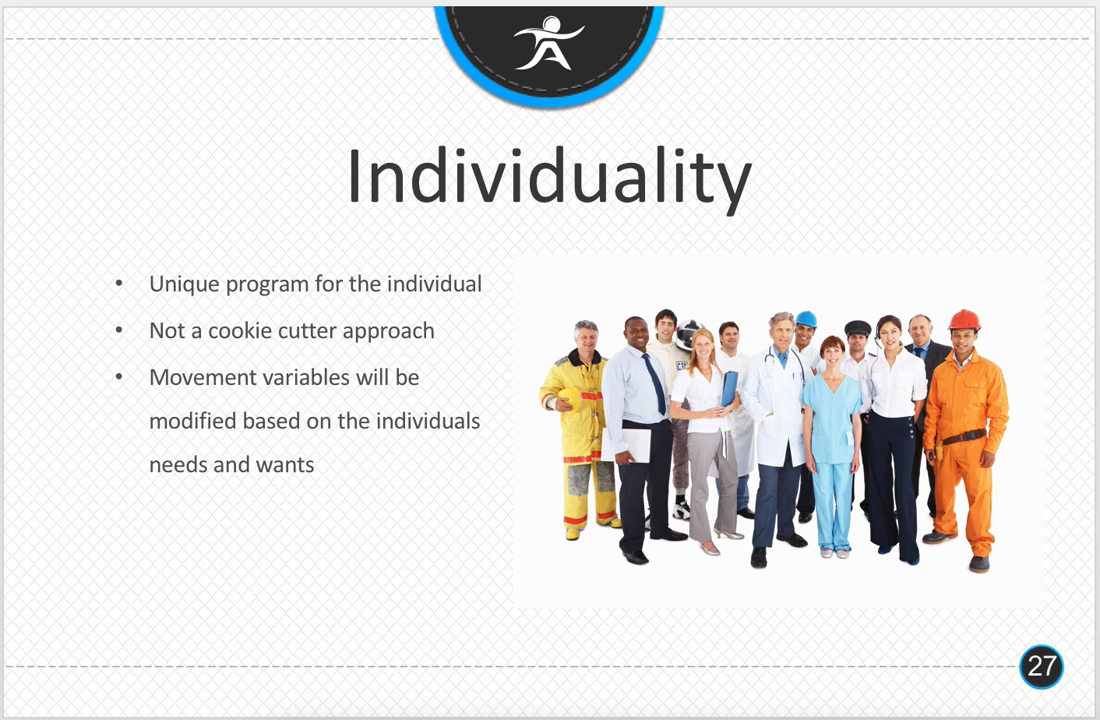 Individuality
• Unique program for the individual
• Not a cookie cutter approach
• Movement variables will be
modified based on the individuals
needs and wants
27